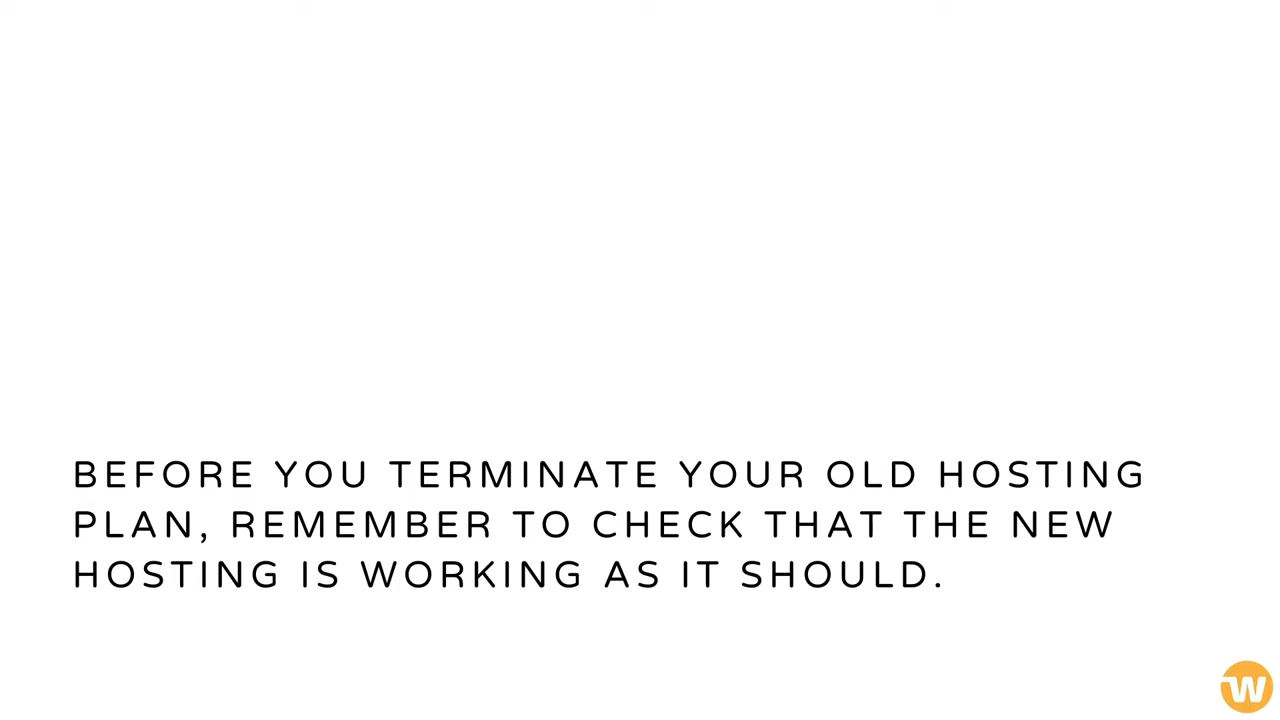 BEFORE YOU TERMINATE YOUR OLD HOSTING
PLAN, REMEMBER TO CHECK THAT THE NEW
HOSTING IS WORKING AS IT SHOULD.
W